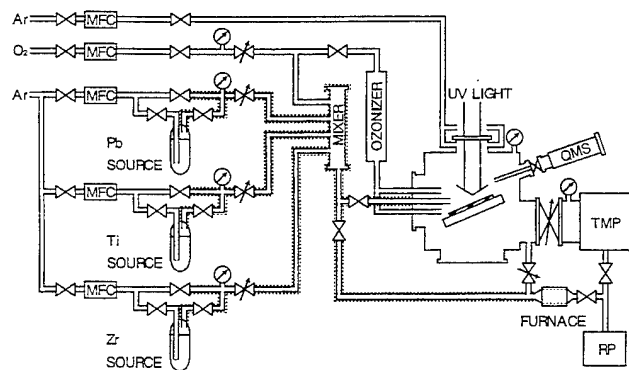 Ar
MFC
O₂
MFC
Ar
MFC
Pb
SOURCE
MFC
Ti
SOURCE
MFC
Zr
SOURCE
MIXER
OZONIZER
UV LIGHT
QMS
TMP
FURNACE
RP